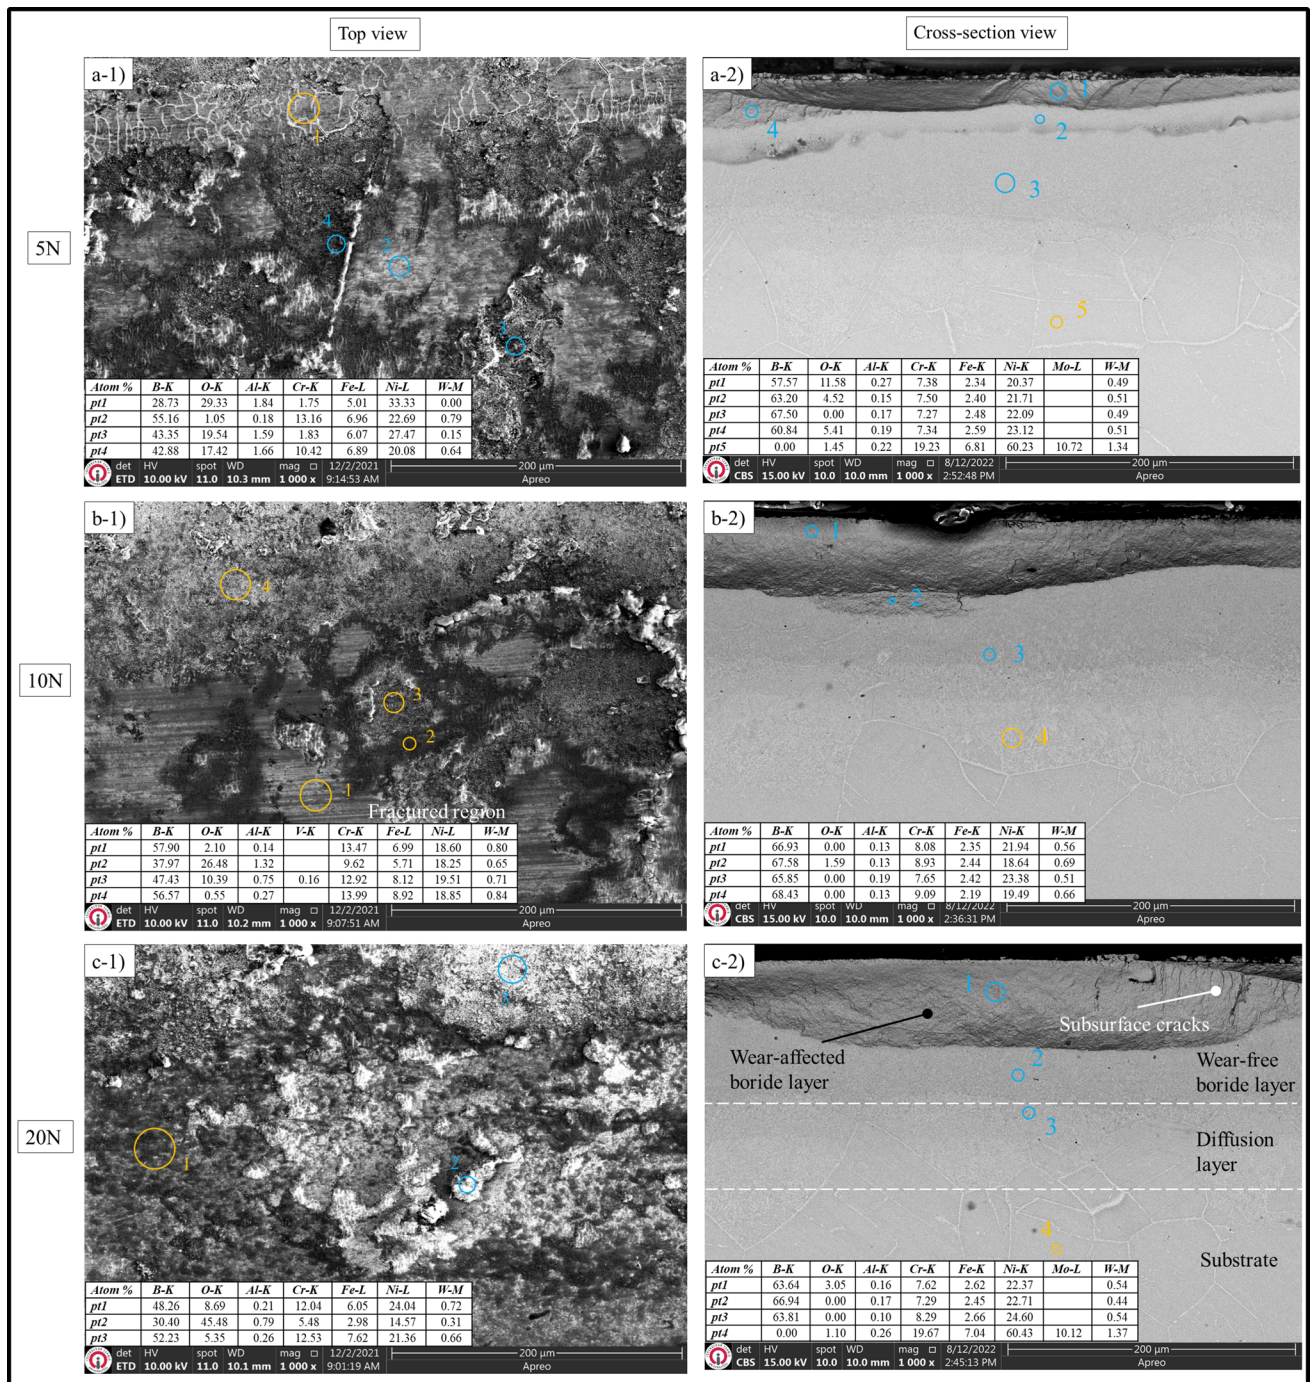 Top view
Cross-section view
5N
a-1)
1
4
2
3
Atom % B-K O-K Al-K Cr-K Fe-L Ni-L W-M
pt1 28.73 29.33 1.84 1.75 5.01 33.33 0.00
pt2 55.16 1.05 0.18 13.16 6.96 22.69 0.79
pt3 43.35 19.54 1.59 1.83 6.07 27.47 0.15
pt4 42.88 17.42 1.66 10.42 6.89 20.08 0.64
det HV spot WD mag □ 12/2/2021 200 µm
ETD 10.00 kV 11.0 10.3 mm 1 000 x 9:14:53 AM Apreo
a-2)
1
4
2
3
5
Atom % B-K O-K Al-K Cr-K Fe-K Ni-K Mo-L W-M
pt1 57.57 11.58 0.27 7.38 2.34 20.37 0.49
pt2 63.20 4.52 0.15 7.50 2.40 21.71 0.51
pt3 67.50 0.00 0.17 7.27 2.48 22.09 0.49
pt4 60.84 5.41 0.19 7.34 2.59 23.12 0.51
pt5 0.00 1.45 0.22 19.23 6.81 60.23 10.72 1.34
det HV spot WD mag □ 8/12/2022 200 µm
CBS 15.00 kV 10.0 10.0 mm 1 000 x 2:52:48 PM Apreo
10N
b-1)
4
3
2
1
Fractured region
Atom % B-K O-K Al-K V-K Cr-K Fe-L Ni-L W-M
pt1 57.90 2.10 0.14 13.47 6.99 18.60 0.80
pt2 37.97 26.48 1.32 9.62 5.71 18.25 0.65
pt3 47.43 10.39 0.75 0.16 12.92 8.12 19.51 0.71
pt4 56.57 0.55 0.27 13.99 8.92 18.85 0.84
det HV spot WD mag □ 12/2/2021 200 µm
ETD 10.00 kV 11.0 10.2 mm 1 000 x 9:07:51 AM Apreo
b-2)
1
2
3
4
Atom % B-K O-K Al-K Cr-K Fe-K Ni-K W-M
pt1 66.93 0.00 0.13 8.08 2.35 21.94 0.56
pt2 67.58 1.59 0.13 8.93 2.44 18.64 0.69
pt3 65.85 0.00 0.19 7.65 2.42 23.38 0.51
pt4 68.43 0.00 0.13 9.09 2.19 19.49 0.66
det HV spot WD mag □ 8/12/2022 200 µm
CBS 15.00 kV 10.0 10.0 mm 1 000 x 2:36:31 PM Apreo
20N
c-1)
3
1
2
Atom % B-K O-K Al-K Cr-K Fe-L Ni-L W-M
pt1 48.26 8.69 0.21 12.04 6.05 24.04 0.72
pt2 30.40 45.48 0.79 5.48 2.98 14.57 0.31
pt3 52.23 5.35 0.26 12.53 7.62 21.36 0.66
det HV spot WD mag □ 12/2/2021 200 µm
ETD 10.00 kV 11.0 10.1 mm 1 000 x 9:01:19 AM Apreo
c-2)
1
Subsurface cracks
Wear-affected
boride layer
2
Wear-free
boride layer
3
Diffusion
layer
4
Substrate
Atom % B-K O-K Al-K Cr-K Fe-K Ni-K Mo-L W-M
pt1 63.64 3.05 0.16 7.62 2.62 22.37 0.54
pt2 66.94 0.00 0.17 7.29 2.45 22.71 0.44
pt3 63.81 0.00 0.10 8.29 2.66 24.60 0.54
pt4 0.00 1.10 0.26 19.67 7.04 60.43 10.12 1.37
det HV spot WD mag □ 8/12/2022 200 µm
CBS 15.00 kV 10.0 10.0 mm 1 000 x 2:45:13 PM Apreo